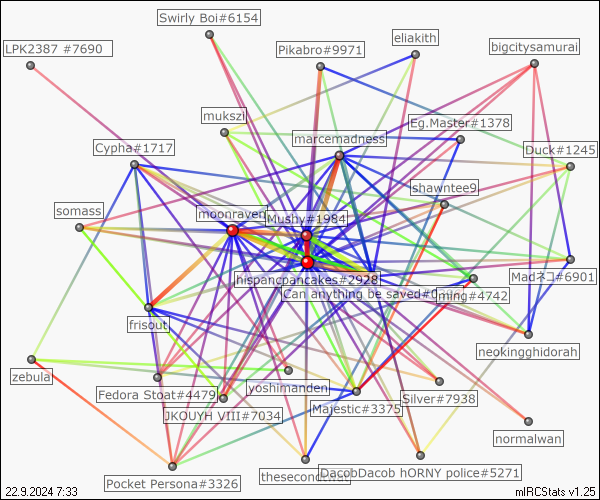 Swirly Boi#6154
LPK2387 #7690
Pikabro#9971
eliakith
bigcitysamurai
mukszi
Eg.Master#1378
marcemadness
Cypha#1717
Duck#1245
shawntee9
somass
moonraven
Mushy#1984
hispancpancakes#2928
Can anything be saved#0
ming#4742
Madネコ#6901
frisout
neokingghidorah
zebula
yoshimanden
Fedora Stoat#4479
JKOUYH VIII#7034
Majestic#3375
Silver#7938
normalwan
Pocket Persona#3326
thesecondtwut
DacobDacob hORNY police#5271
22.9.2024 7:33
mIRCStats v1.25